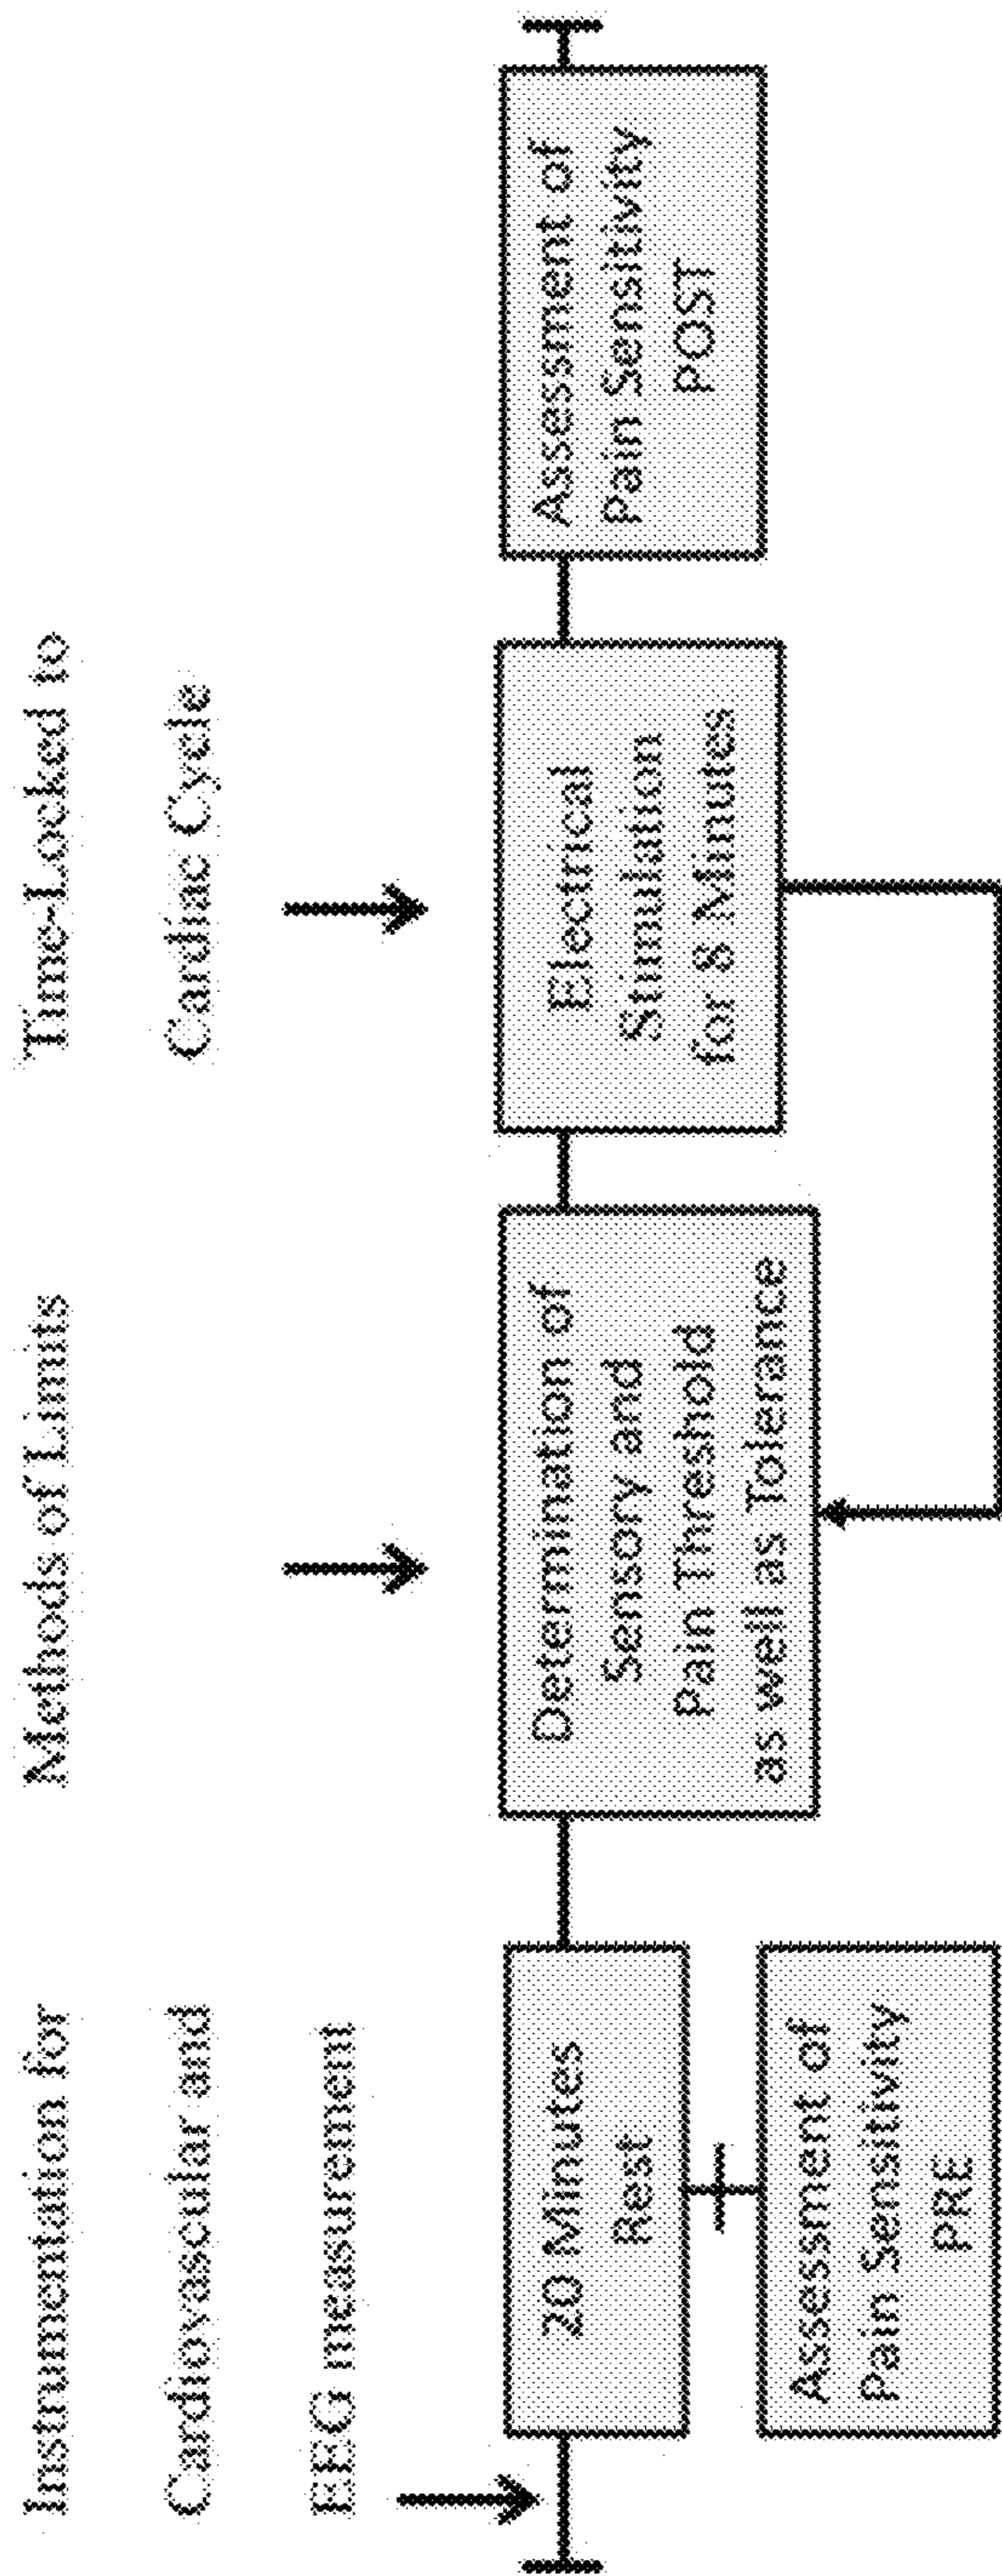 Instrumentation for
Cardiovascular and
EEG measurement
Methods of Limits
Time-Locked to
Cardiac Cycle
20 Minutes
Rest
Assessment of
Pain Sensitivity
PRE
Determination of
Sensory and
Pain Threshold
as well as Tolerance
Electrical
Stimulation
for 8 Minutes
Assessment of
Pain Sensitivity
POST